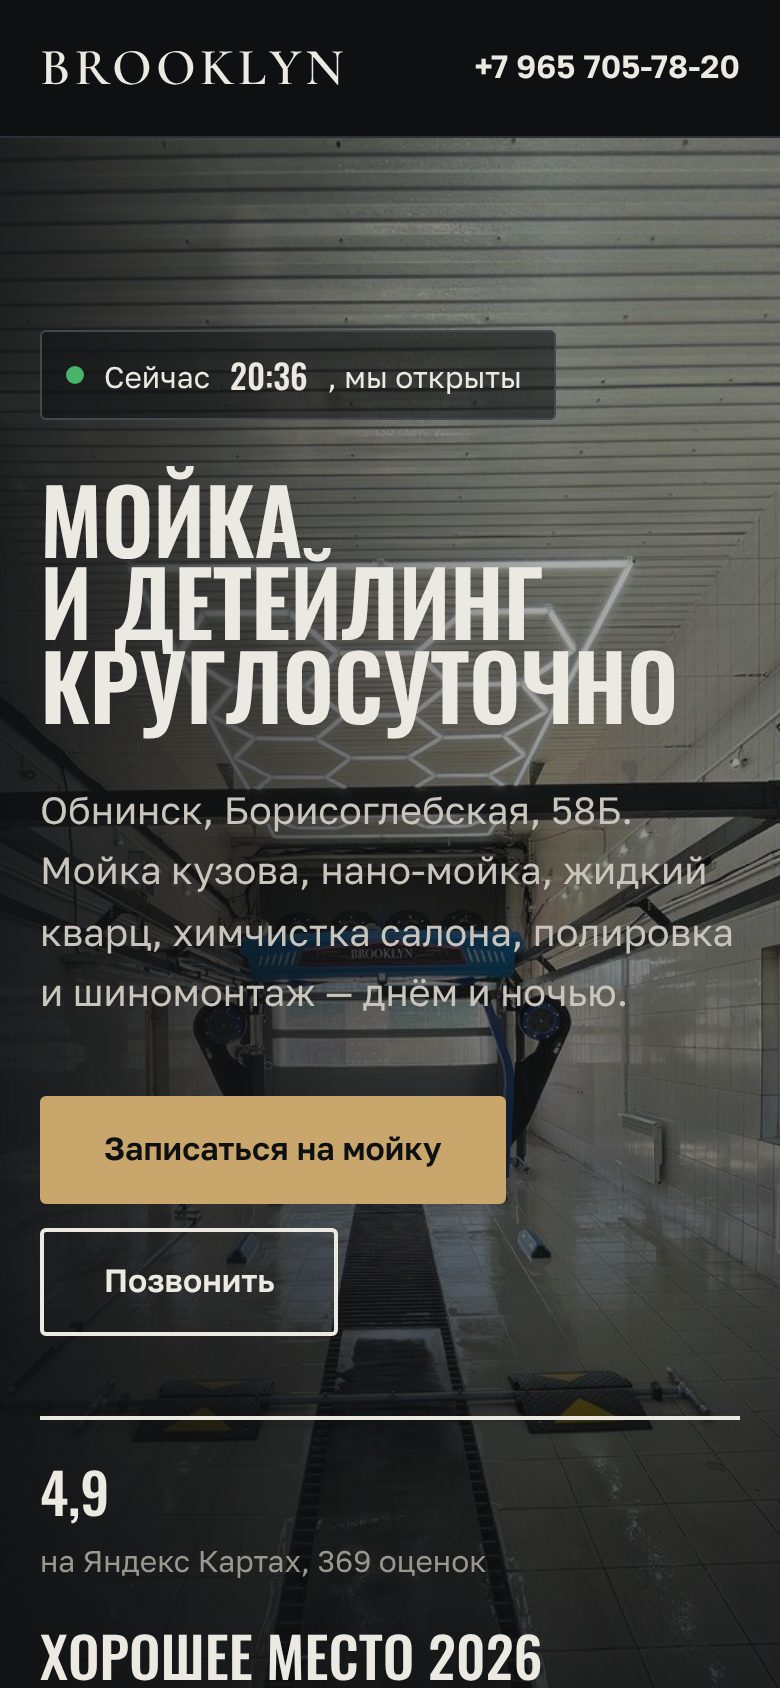 BROOKLYN
+7 965 705-78-20
Сейчас 20:36 , мы открыты
МОЙКА
И ДЕТЕЙЛИНГ
КРУГЛОСУТОЧНО
Обнинск, Борисоглебская, 58Б.
Мойка кузова, нано-мойка, жидкий
кварц, химчистка салона, полировка
BROOKLYN
и шиномонтаж — днём и ночью.
Записаться на мойку
Позвонить
4,9
на Яндекс Картах, 369 оценок
ХОРОШЕЕ МЕСТО 2026